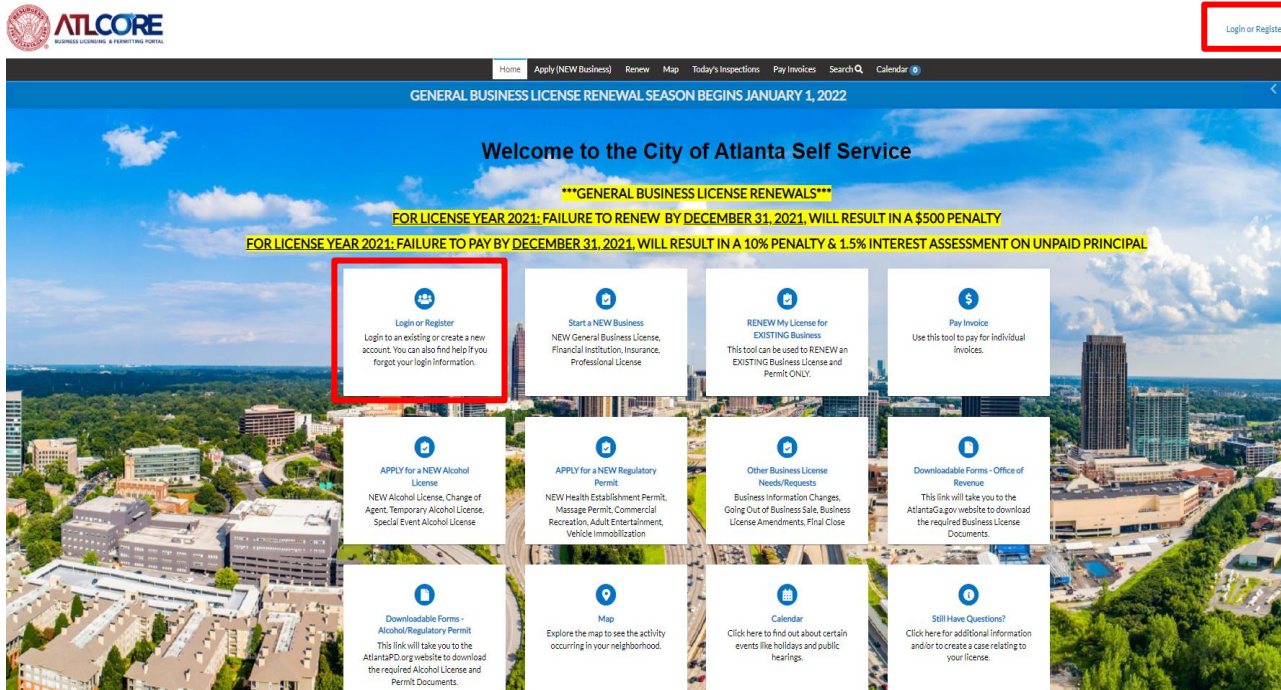 ATLCORE
BUSINESS LICENSING & PERMITTING PORTAL
Login or Registe
Home Apply (NEW Business) Renew Map Today's Inspections Pay Invoices Search Calendar 0
GENERAL BUSINESS LICENSE RENEWAL SEASON BEGINS JANUARY 1, 2022
Welcome to the City of Atlanta Self Service
***GENERAL BUSINESS LICENSE RENEWALS***
FOR LICENSE YEAR 2021: FAILURE TO RENEW BY DECEMBER 31, 2021, WILL RESULT IN A $500 PENALTY
FOR LICENSE YEAR 2021: FAILURE TO PAY BY DECEMBER 31, 2021, WILL RESULT IN A 10% PENALTY & 1.5% INTEREST ASSESSMENT ON UNPAID PRINCIPAL
Login or Register
Login to an existing or create a new
account. You can also find help if you
forgot your login information.
Start a NEW Business
NEW General Business License,
Financial Institution, Insurance,
Professional License
RENEW My License for
EXISTING Business
This tool can be used to RENEW an
EXISTING Business License and
Permit ONLY.
Pay Invoice
Use this tool to pay for individual
invoices.
APPLY for a NEW Alcohol
License
NEW Alcohol License, Change of
Agent, Temporary Alcohol License,
Special Event Alcohol License
APPLY for a NEW Regulatory
Permit
NEW Health Establishment Permit,
Massage Permit, Commercial
Recreation, Adult Entertainment,
Vehicle Immobilization
Other Business License
Needs/Requests
Business Information Changes,
Going Out of Business Sale, Business
License Amendments, Final Close
Downloadable Forms - Office of
Revenue
This link will take you to the
AtlantaGa.gov website to download
the required Business License
Documents.
Downloadable Forms -
Alcohol/Regulatory Permit
This link will take you to the
AtlantaPD.org website to download
the required Alcohol License and
Permit Documents.
Map
Explore the map to see the activity
occurring in your neighborhood.
Calendar
Click here to find out about certain
events like holidays and public
hearings.
Still Have Questions?
Click here for additional information
and/or to create a case relating to
your license.